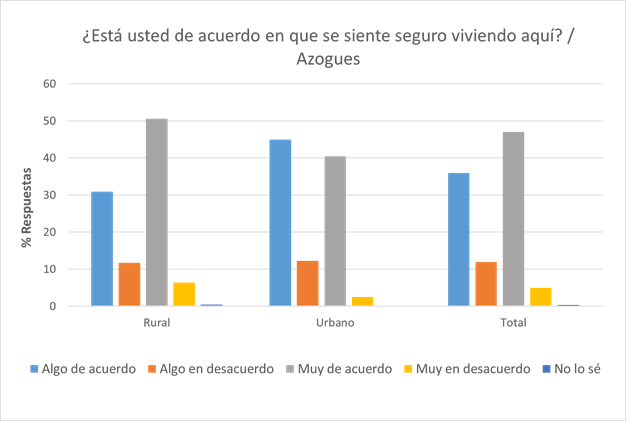 ¿Está usted de acuerdo en que se siente seguro viviendo aquí? /
Azogues
60
50
40
30
20
10
0
% Respuestas
Rural
Urbano
Total
Algo de acuerdo
Algo en desacuerdo
Muy de acuerdo
Muy en desacuerdo
No lo sé